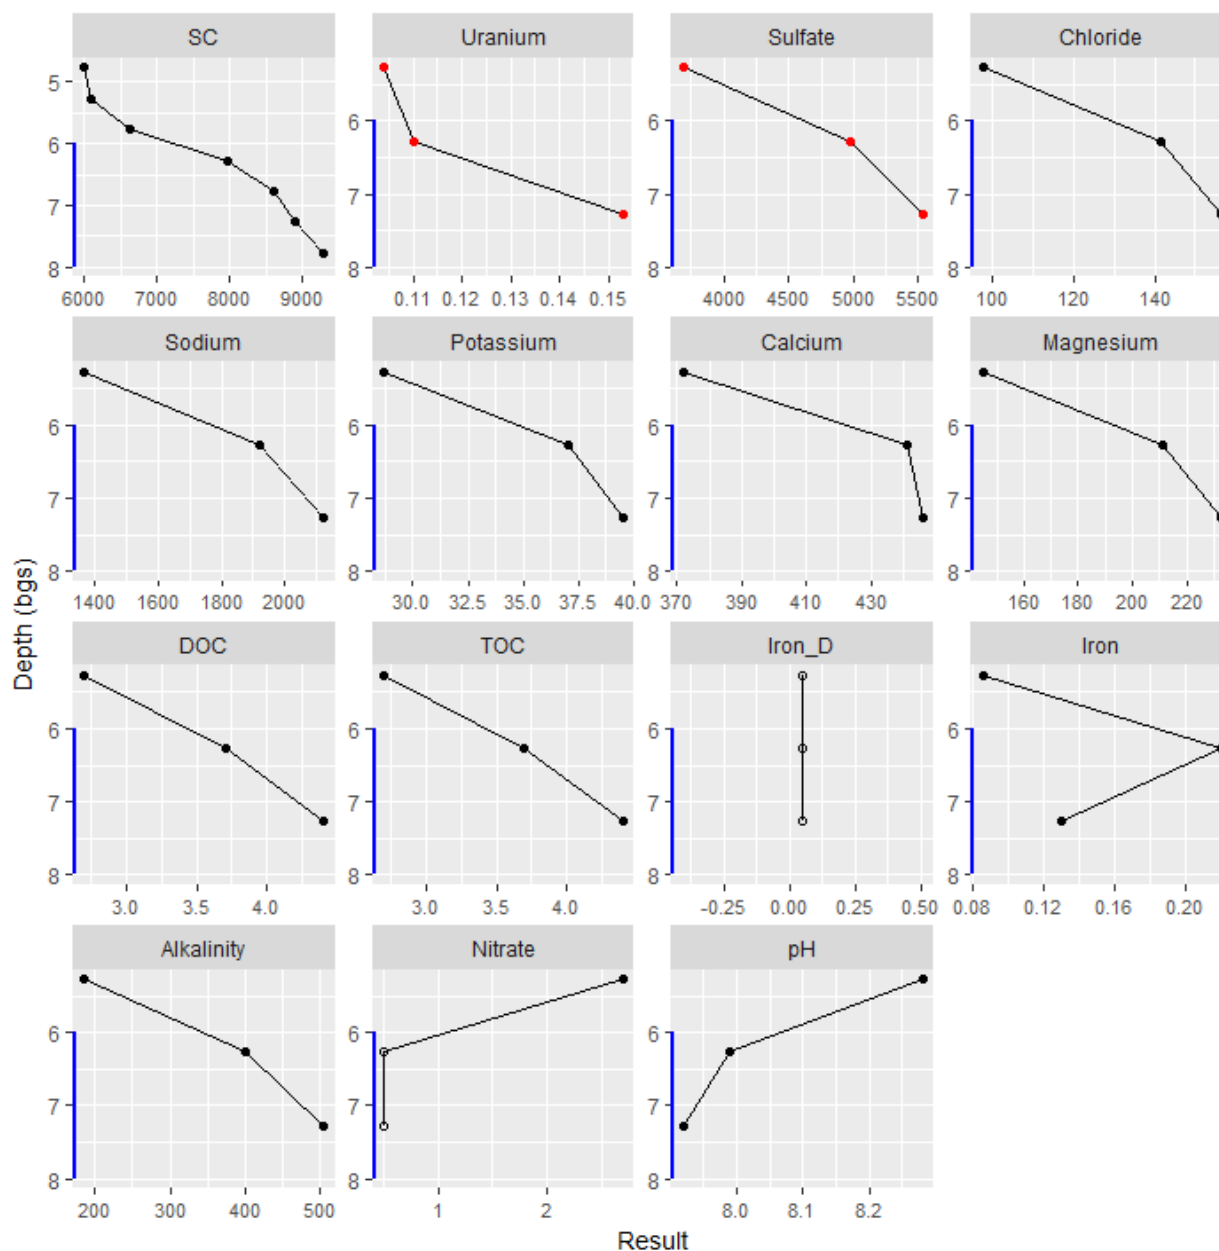 SC Uranium Sulfate Chloride
5
6 6 6 6
7 7 7 7
8 8 8 8
6000 7000 8000 9000 0.11 0.12 0.13 0.14 0.15 4000 4500 5000 5500 100 120 140
Sodium Potassium Calcium Magnesium
6 6 6 6
7 7 7 7
8 8 8 8
1400 1600 1800 2000 30.0 32.5 35.0 37.5 40.0 370 390 410 430 160 180 200 220
Depth (bgs)
DOC TOC Iron_D Iron
6 6 6 6
7 7 7 7
8 8 8 8
3.0 3.5 4.0 3.0 3.5 4.0 -0.25 0.00 0.25 0.50 0.08 0.12 0.16 0.20
Alkalinity Nitrate pH
6 6 6
7 7 7
8 8 8
200 300 400 500 1 2 8.0 8.1 8.2
Result